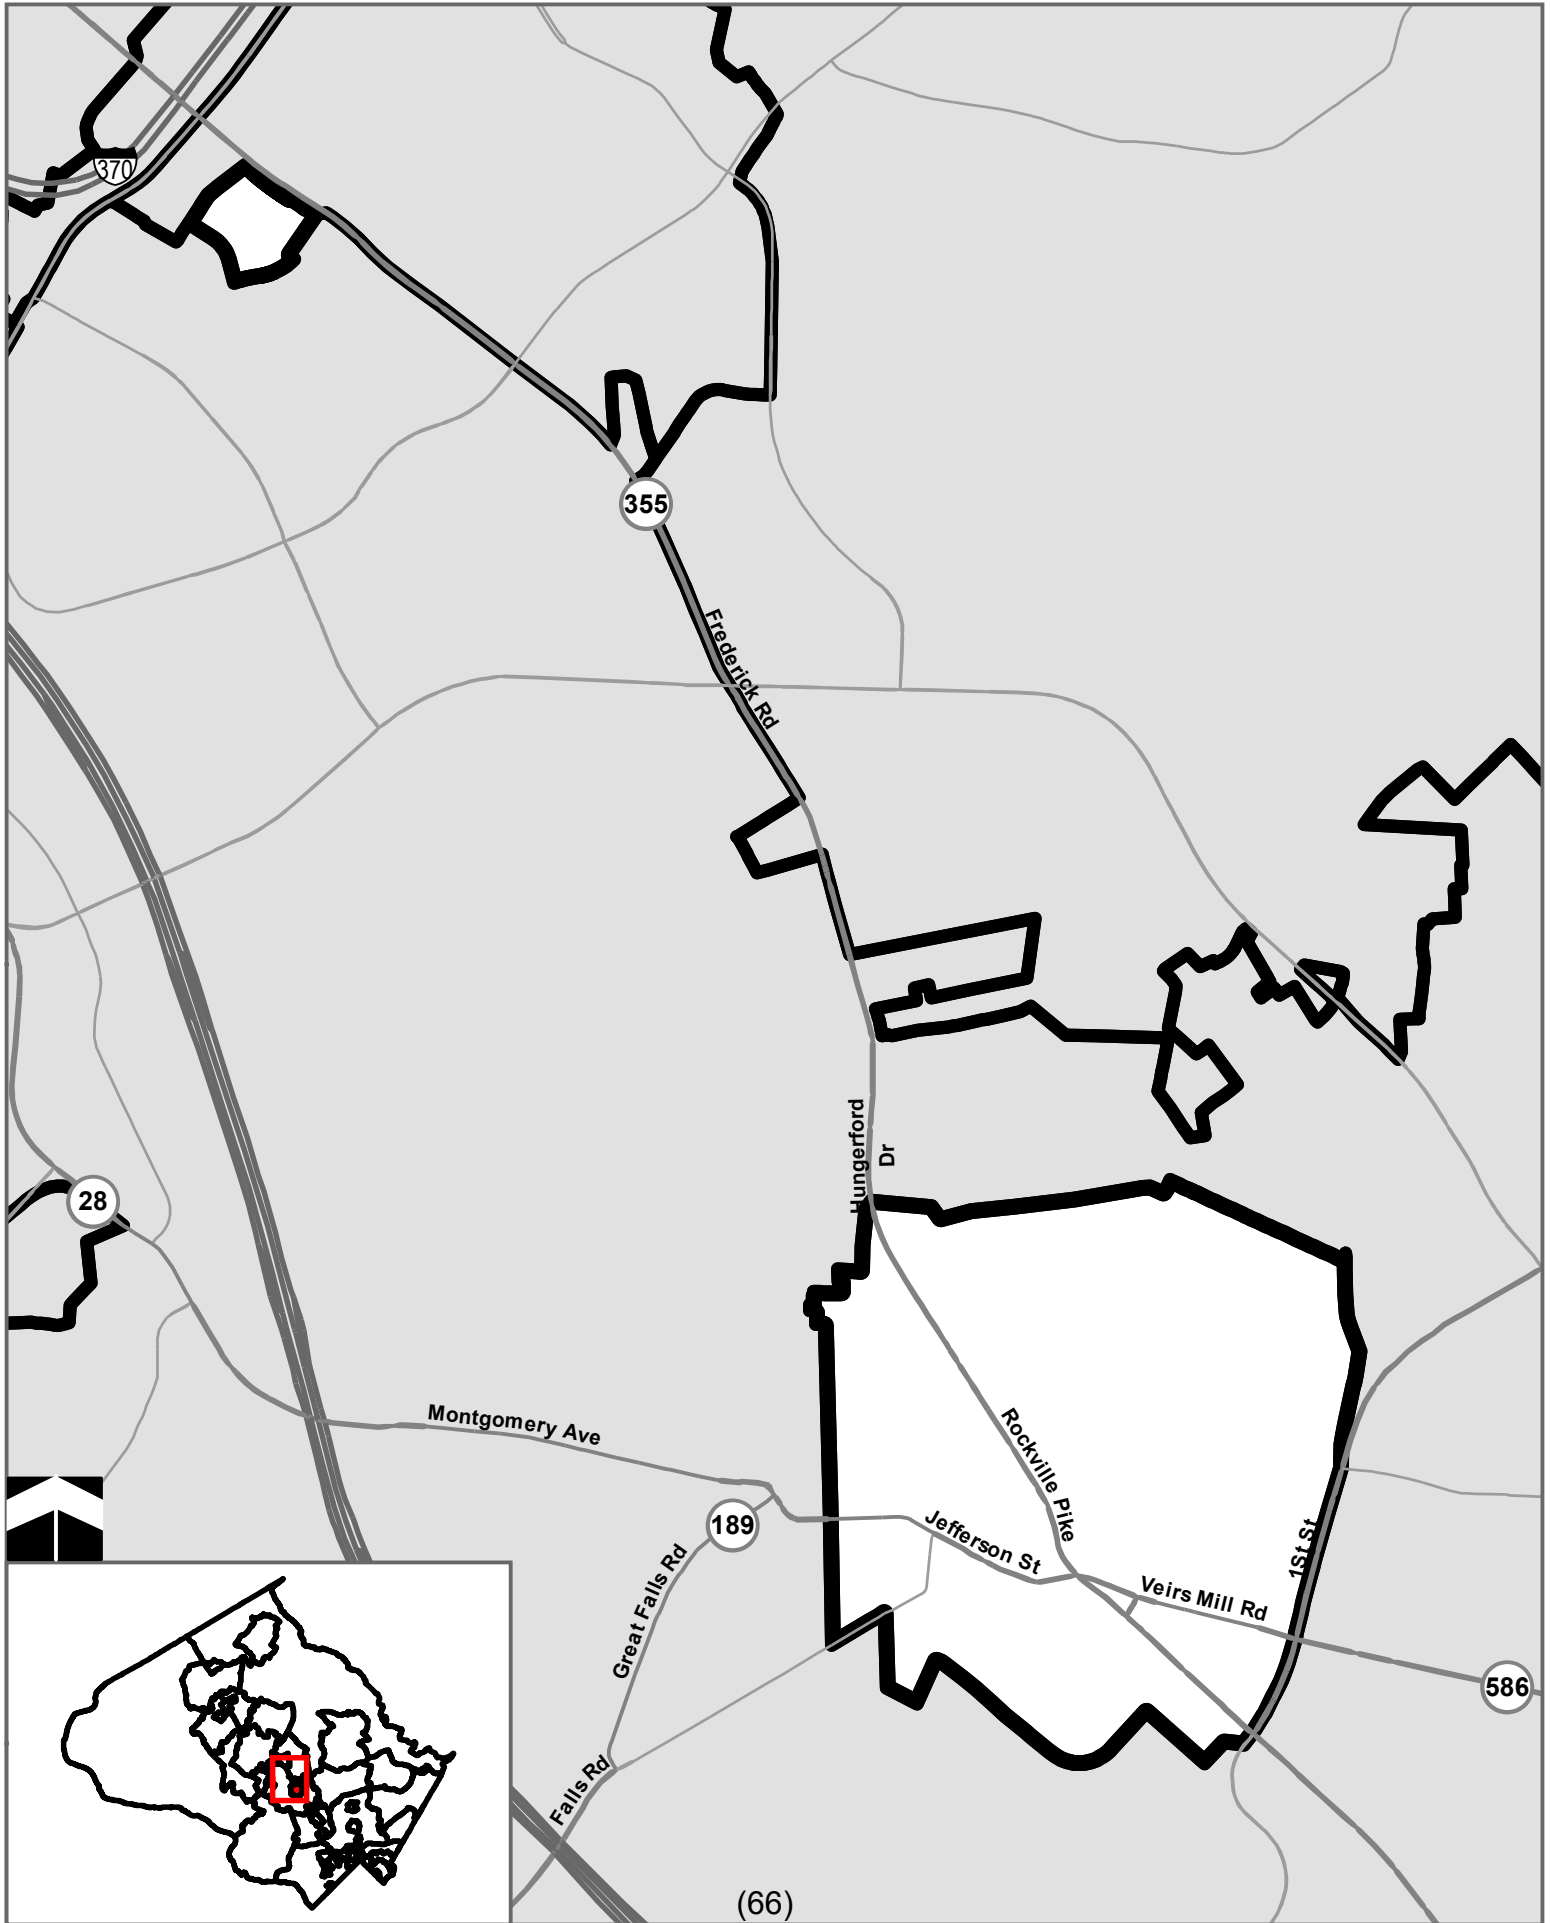 370
355
Frederick Rd
Hungerford
Dr
28
Montgomery Ave
Rockville Pike
189
Jefferson St
1St St
Great Falls Rd
Veirs Mill Rd
586
Falls Rd
(66)